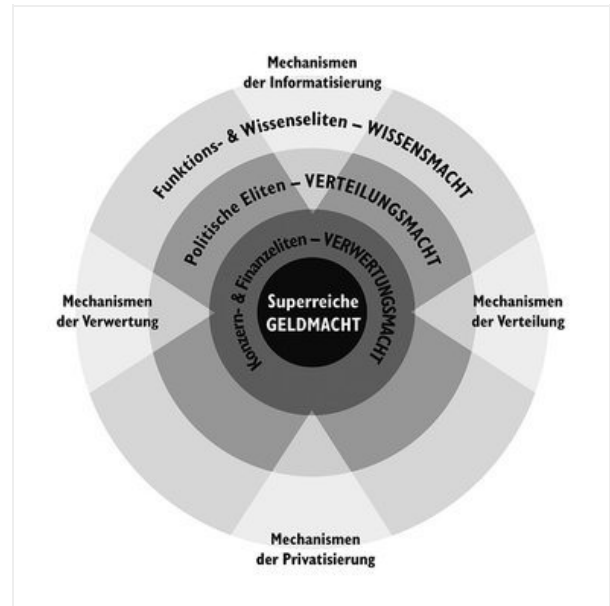 Mechanismen
der Informatisierung
Funktions- & Wissenseliten – WISSENSMACHT
Politische Eliten – VERTEILUNGSMACHT
Konzern- & Finanzeliten – VERWERTUNGSMACHT
Superreiche
GELDMACHT
Mechanismen
der Verwertung
Mechanismen
der Verteilung
Mechanismen
der Privatisierung